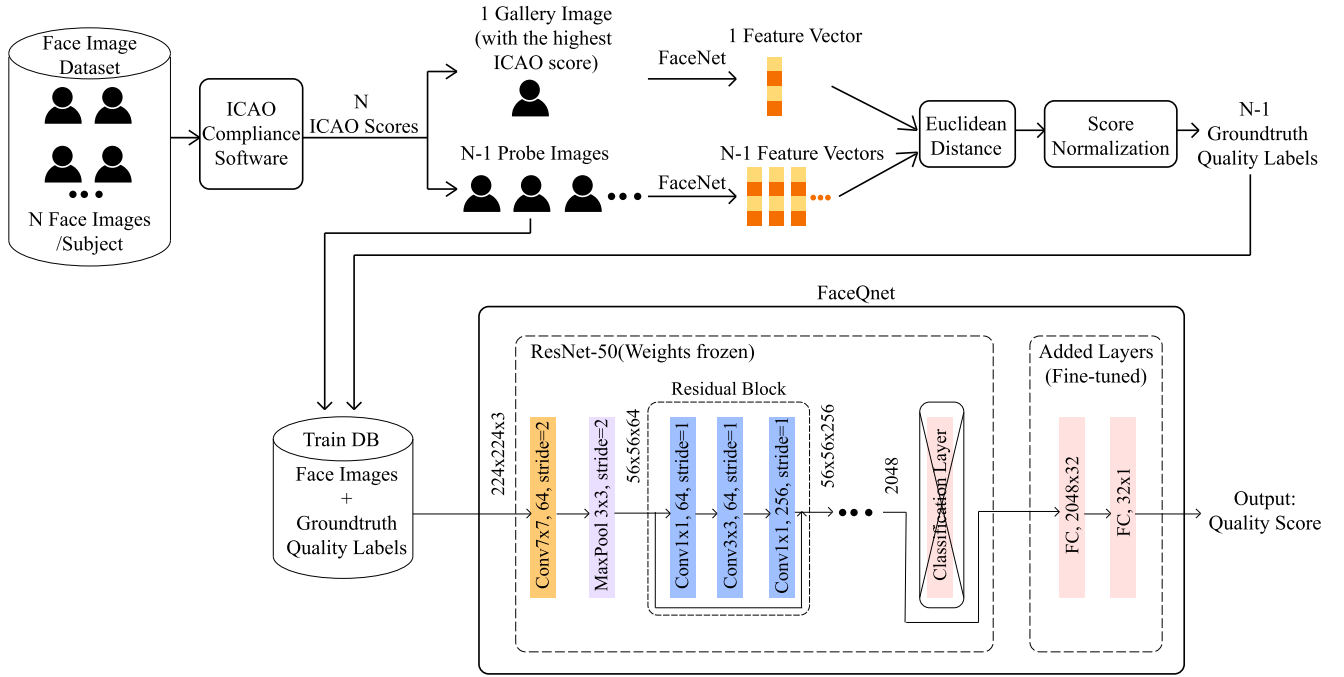 Face Image
Dataset
N Face Images
/Subject
ICAO
Compliance
Software
N
ICAO Scores
1 Gallery Image
(with the highest
ICAO score)
FaceNet
1 Feature Vector
N-1 Probe Images
FaceNet
N-1 Feature Vectors
Euclidean
Distance
Score
Normalization
N-1
Groundtruth
Quality Labels
Train DB
Face Images
+
Groundtruth
Quality Labels
FaceQnet
ResNet-50(Weights frozen)
224x224x3
Conv7x7, 64, stride=2
MaxPool 3x3, stride=2
56x56x64
Residual Block
Conv1x1, 64, stride=1
Conv3x3, 64, stride=1
Conv1x1, 256, stride=1
56x56x256
2048
Classification Layer
Added Layers
(Fine-tuned)
FC, 2048x32
FC, 32x1
Output:
Quality Score